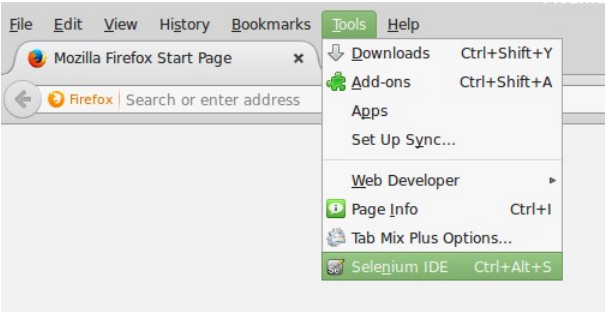 File Edit View History Bookmarks Tools Help
Mozilla Firefox Start Page ×
Firefox Search or enter address
Downloads Ctrl+Shift+Y
Add-ons Ctrl+Shift+A
Apps
Set Up Sync...
Web Developer
Page Info Ctrl+I
Tab Mix Plus Options...
Selenium IDE Ctrl+Alt+S